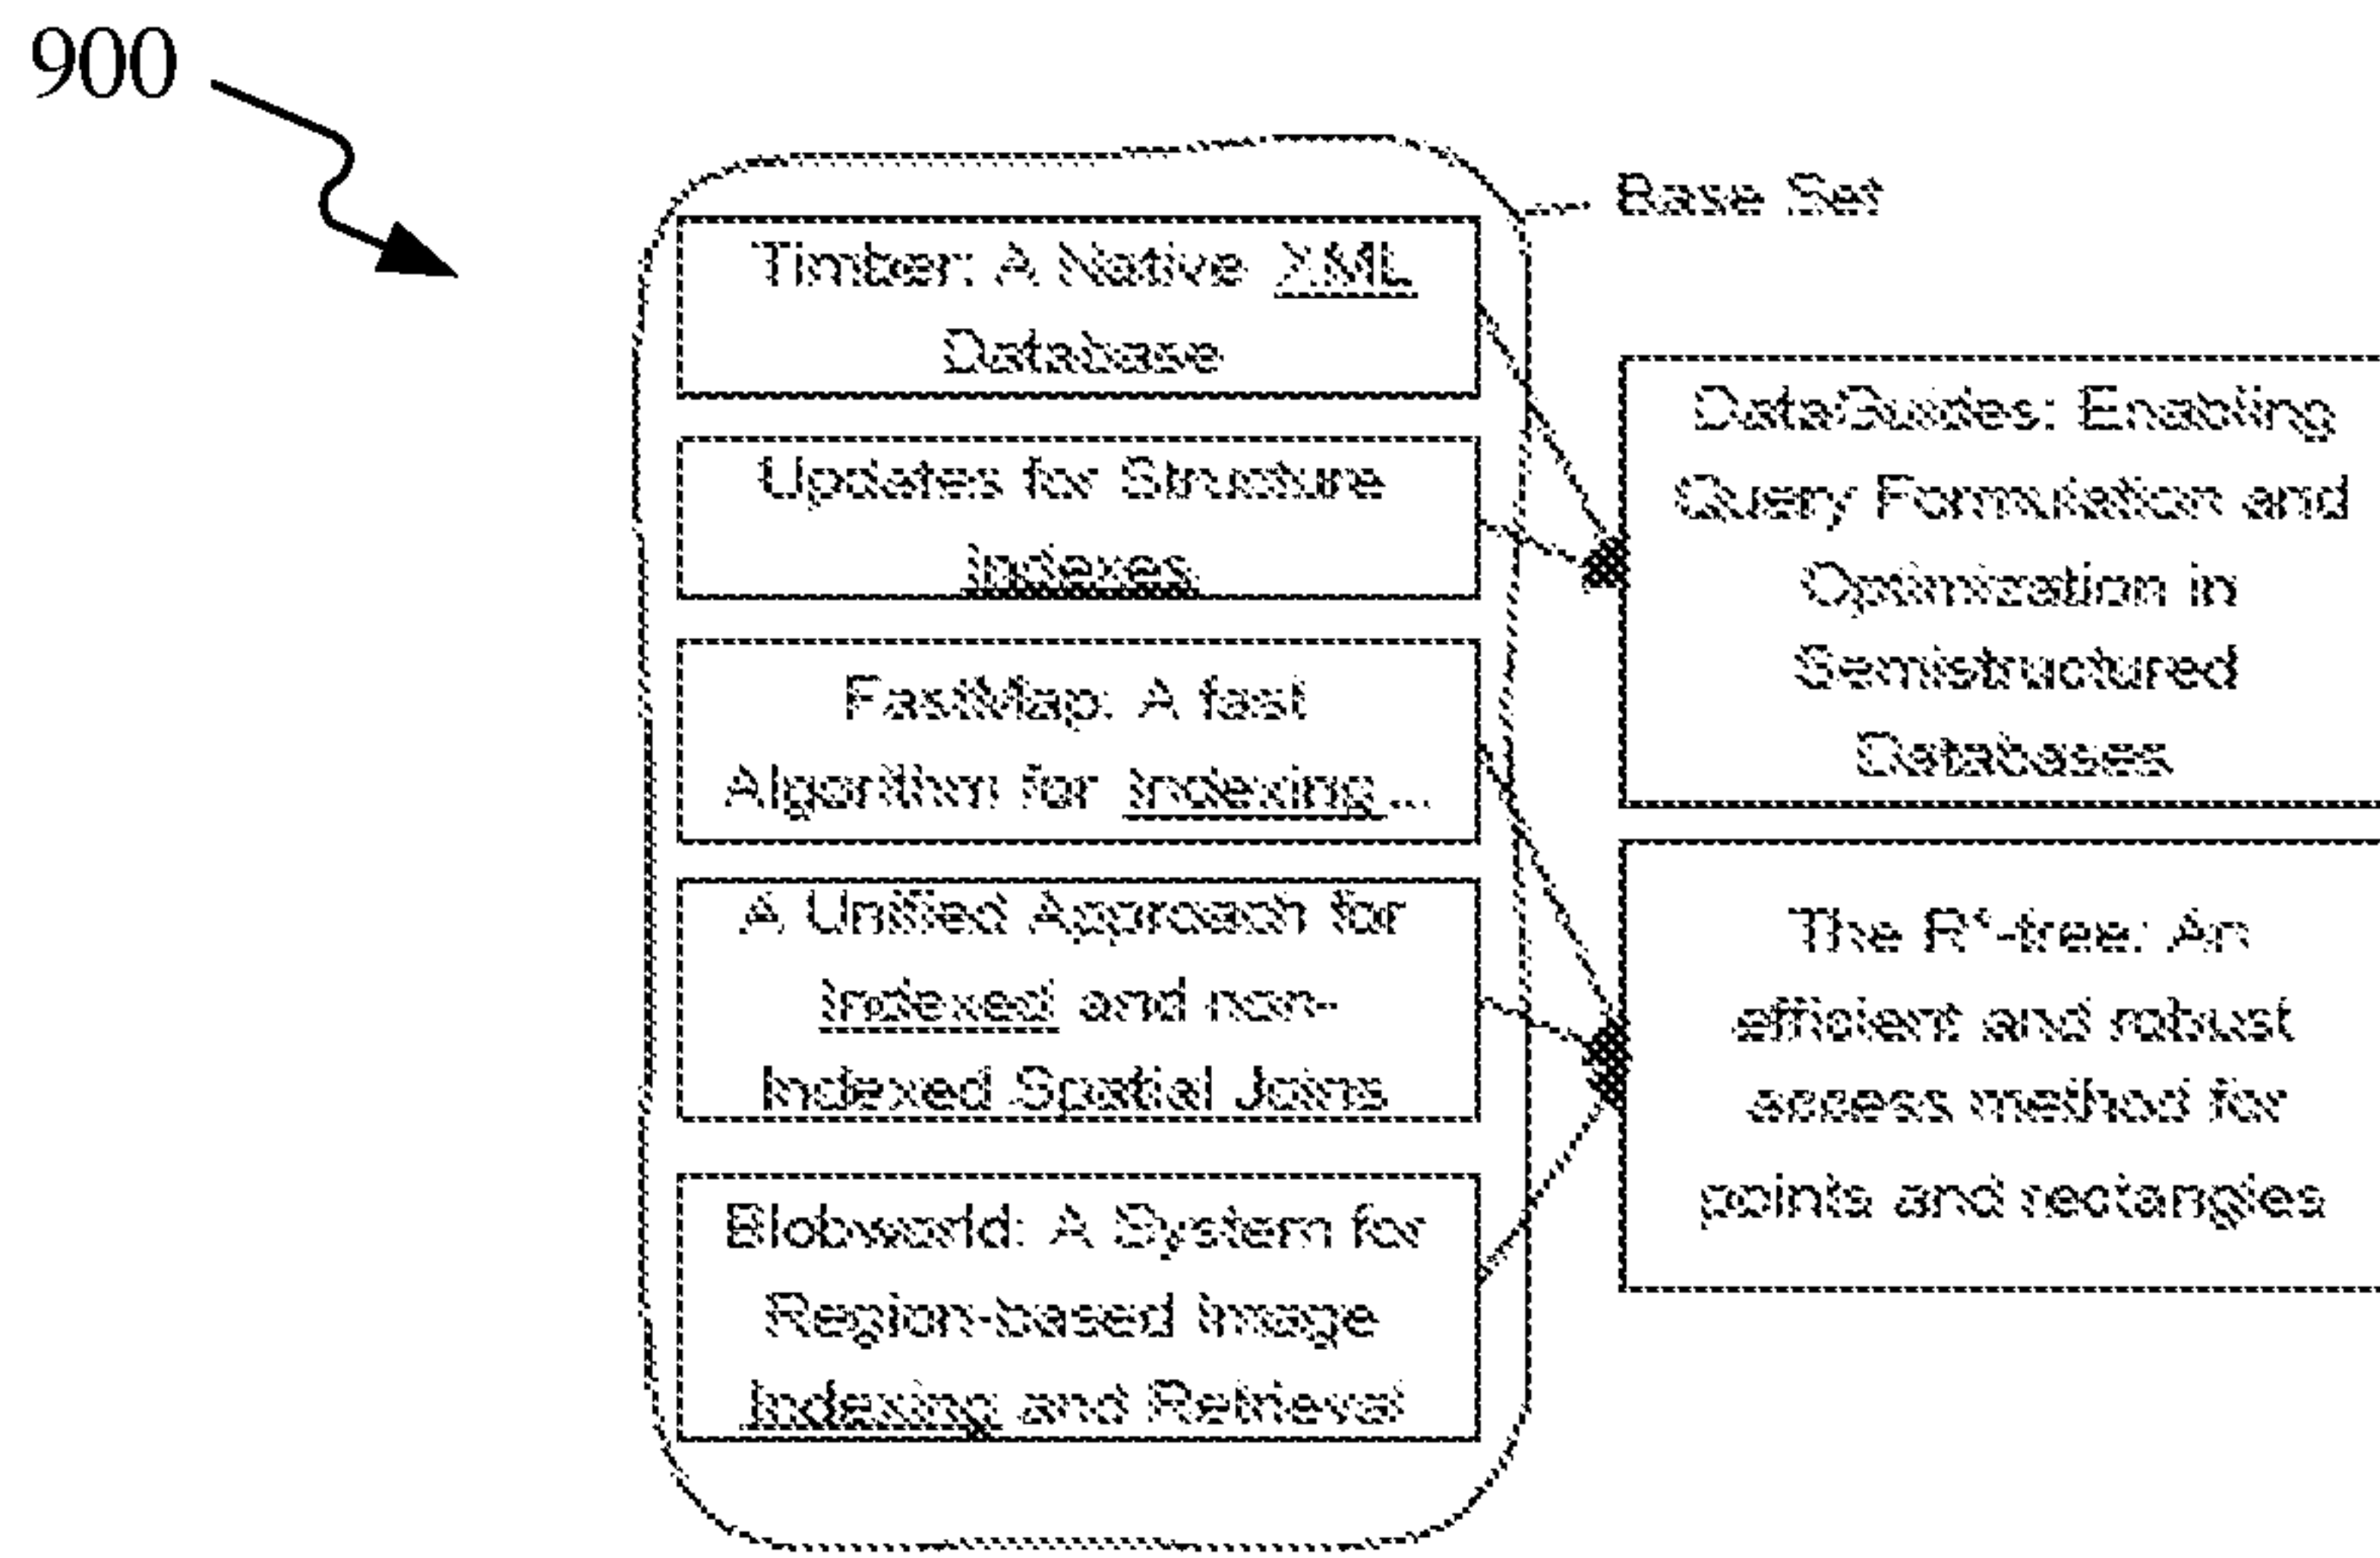 900
Base Set
Timber: A Native XML
Database
Updates for Structure
Indexes
FastMap: A fast
Algorithm for Indexing...
A Unified Approach for
Indexed and non-
Indexed Spatial Joins
Blobworld: A System for
Region-based Image
Indexing and Retrieval
DataGuides: Enabling
Query Formulation and
Optimization in
Semistructured
Databases
The R*-tree: An
efficient and robust
access method for
points and rectangles